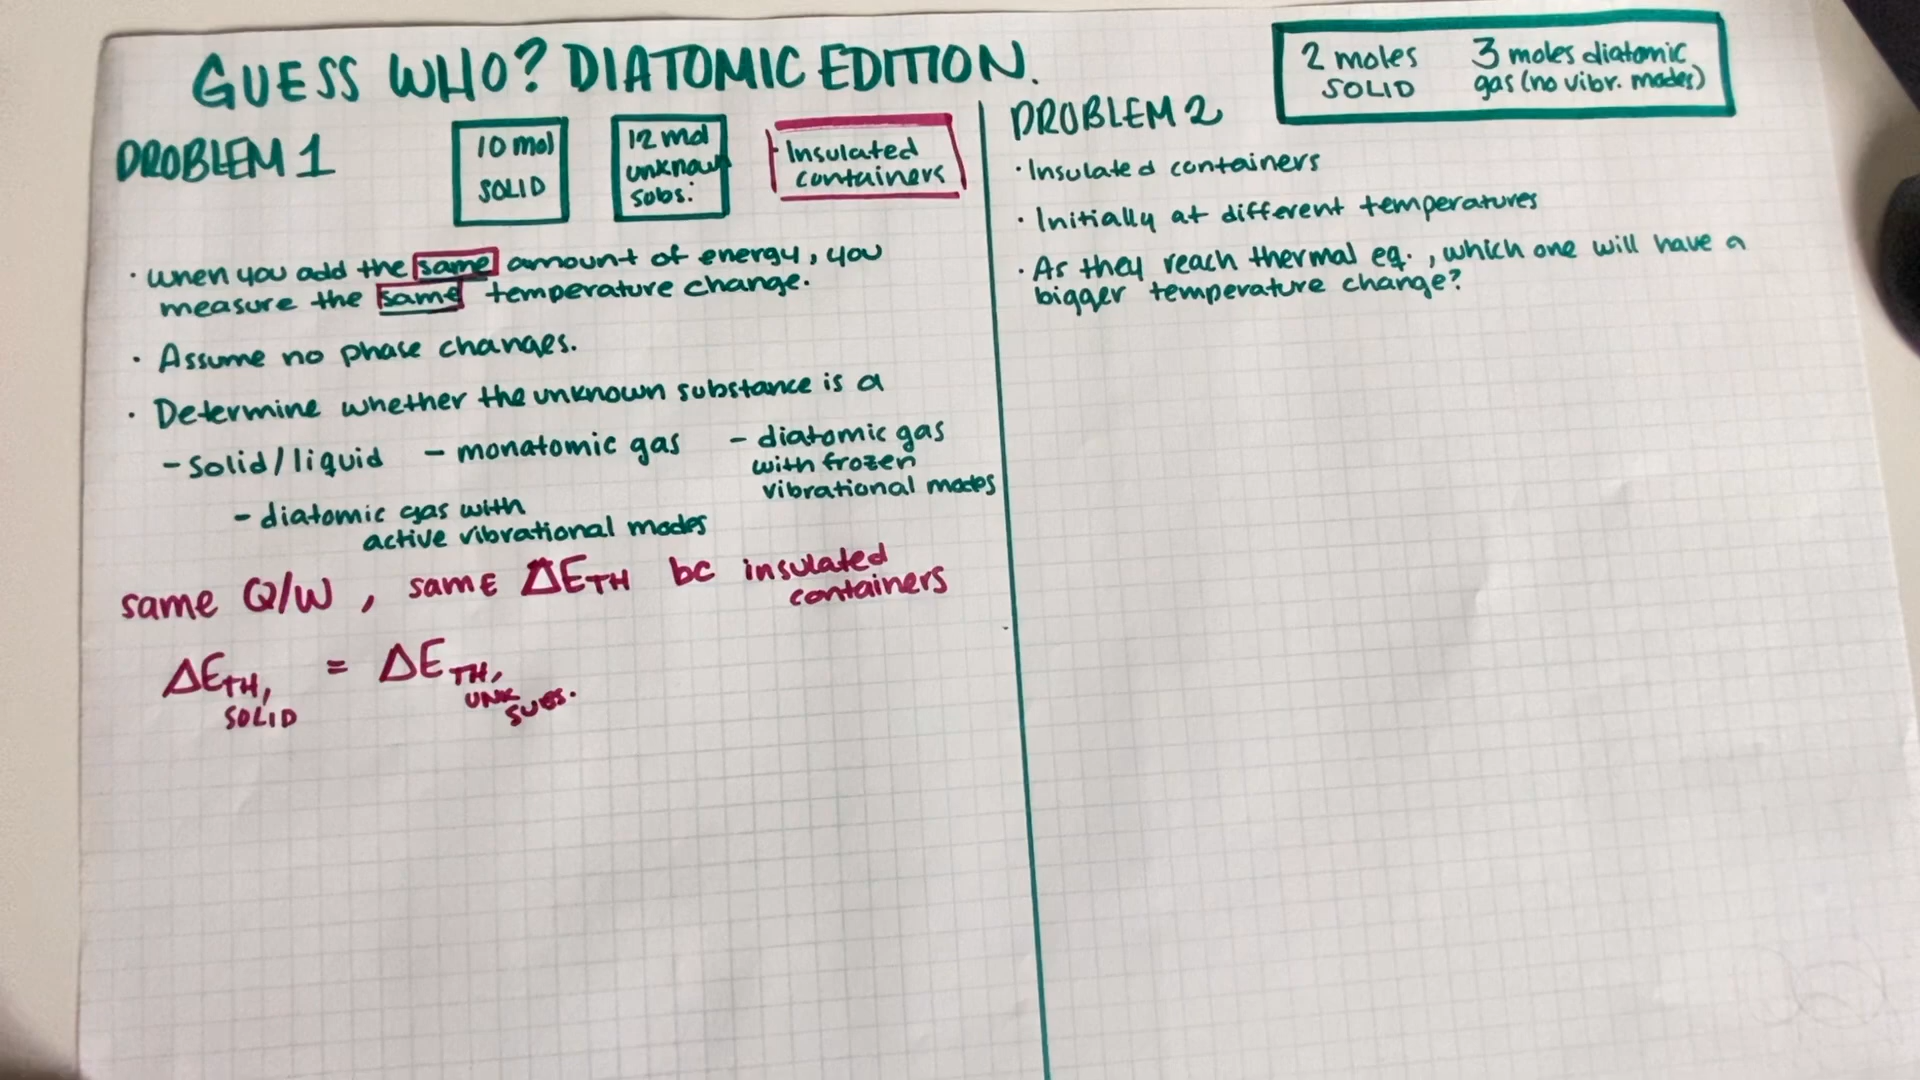 GUESS WHO? DIATOMIC EDITION.
PROBLEM 1
10 mol
SOLID
12 mol
unknown
subs.
Insulated
containers
· When you add the same amount of energy, you
measure the same temperature change.
· Assume no phase changes.
· Determine whether the unknown substance is a
- solid/liquid - monatomic gas - diatomic gas
with frozen
vibrational modes
- diatomic gas with
active vibrational modes
same Q/W, same ΔETH bc insulated
containers
ΔETH, = ΔETH,
SOLID UNK
SUBS.
2 moles 3 moles diatomic
SOLID gas (no vibr. modes)
PROBLEM 2
· Insulated containers
· Initially at different temperatures
· As they reach thermal eq., which one will have a
bigger temperature change?